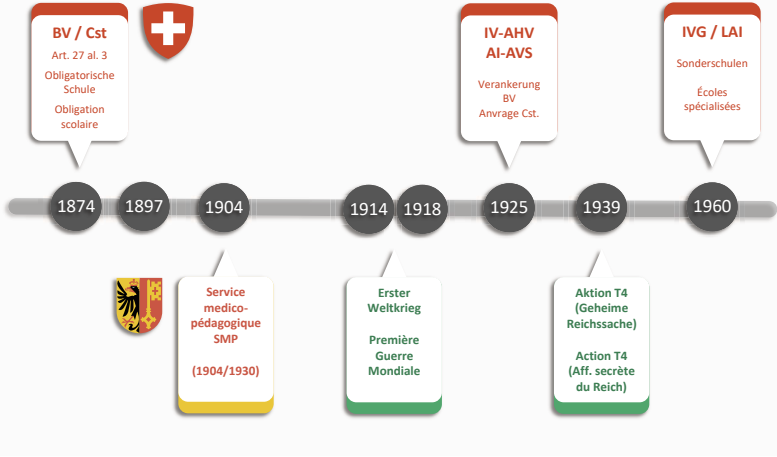 BV / Cst
Art. 27 al. 3
Obligatorische
Schule
Obligation
scolaire
IV-AHV
AI-AVS
Verankerung
BV
Anvrage Cst.
IVG / LAI
Sonderschulen
Écoles
spécialisées
1874
1897
1904
1914
1918
1925
1939
1960
Service
medico-
pédagogique
SMP
(1904/1930)
Erster
Weltkrieg
Première
Guerre
Mondiale
Aktion T4
(Geheime
Reichssache)
Action T4
(Aff. secrète
du Reich)